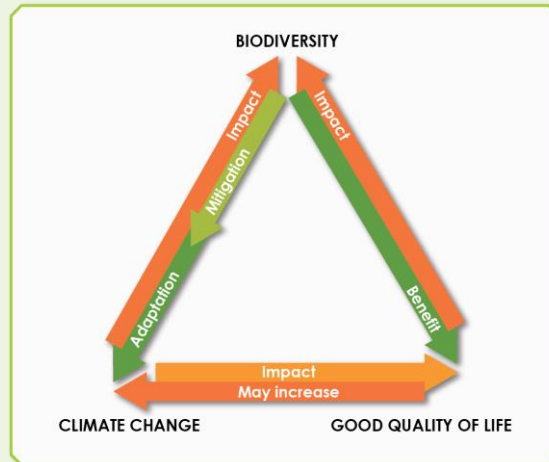 BIODIVERSITY
Impact
Mitigation
Adaptation
Impact
Benefit
Impact
May increase
CLIMATE CHANGE
GOOD QUALITY OF LIFE